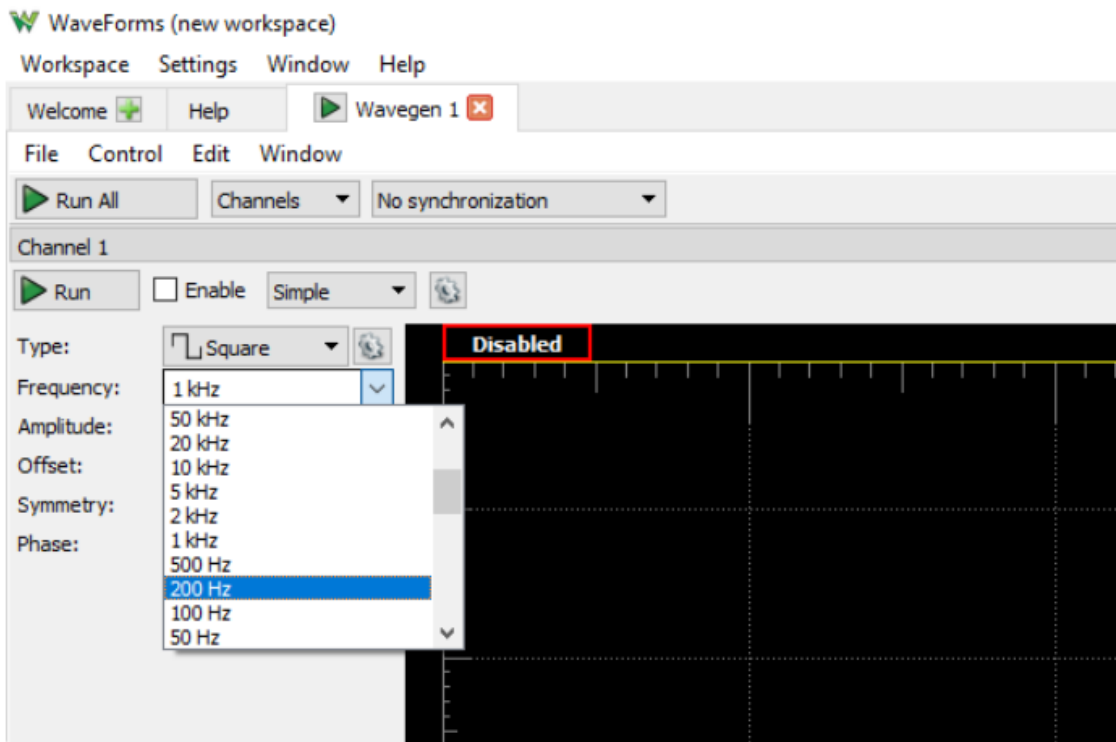 WaveForms (new workspace)
Workspace Settings Window Help
Welcome Help Wavegen 1
File Control Edit Window
Run All Channels No synchronization
Channel 1
Run Enable Simple
Type: Square Disabled
Frequency: 1 kHz
Amplitude:
Offset:
Symmetry:
Phase:
50 kHz
20 kHz
10 kHz
5 kHz
2 kHz
1 kHz
500 Hz
200 Hz
100 Hz
50 Hz